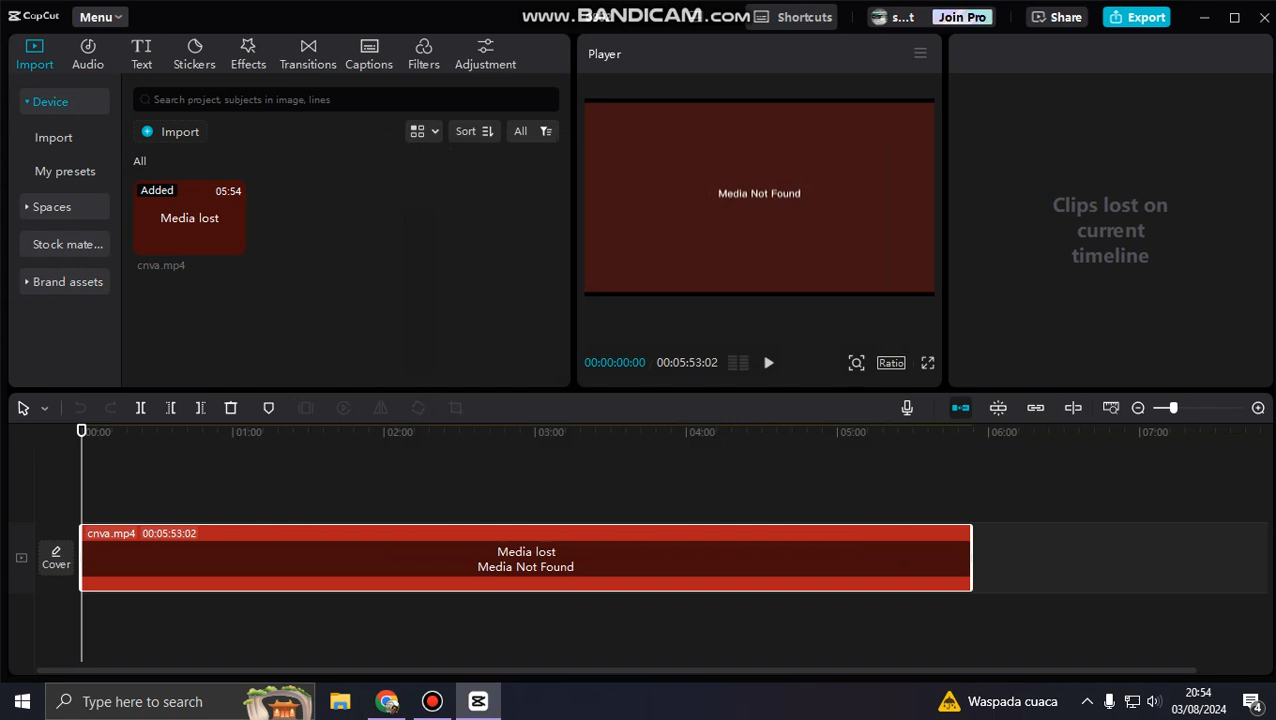 CapCut
Menu
www.BANDICAM.com
Shortcuts
s...t
Join Pro
Share
Export
Import
Audio
Text
Stickers
Effects
Transitions
Captions
Filters
Adjustment
Player
Device
Import
My presets
Spaces
Stock mate...
Brand assets
Search project, subjects in image, lines
Import
Sort
All
All
Added
05:54
Media lost
cnva.mp4
Media Not Found
00:00:00:00
00:05:53:02
Ratio
Clips lost on
current
timeline
00:00
01:00
02:00
03:00
04:00
05:00
06:00
07:00
Cover
cnva.mp4 00:05:53:02
Media lost
Media Not Found
Type here to search
Waspada cuaca
20:54
03/08/2024
4